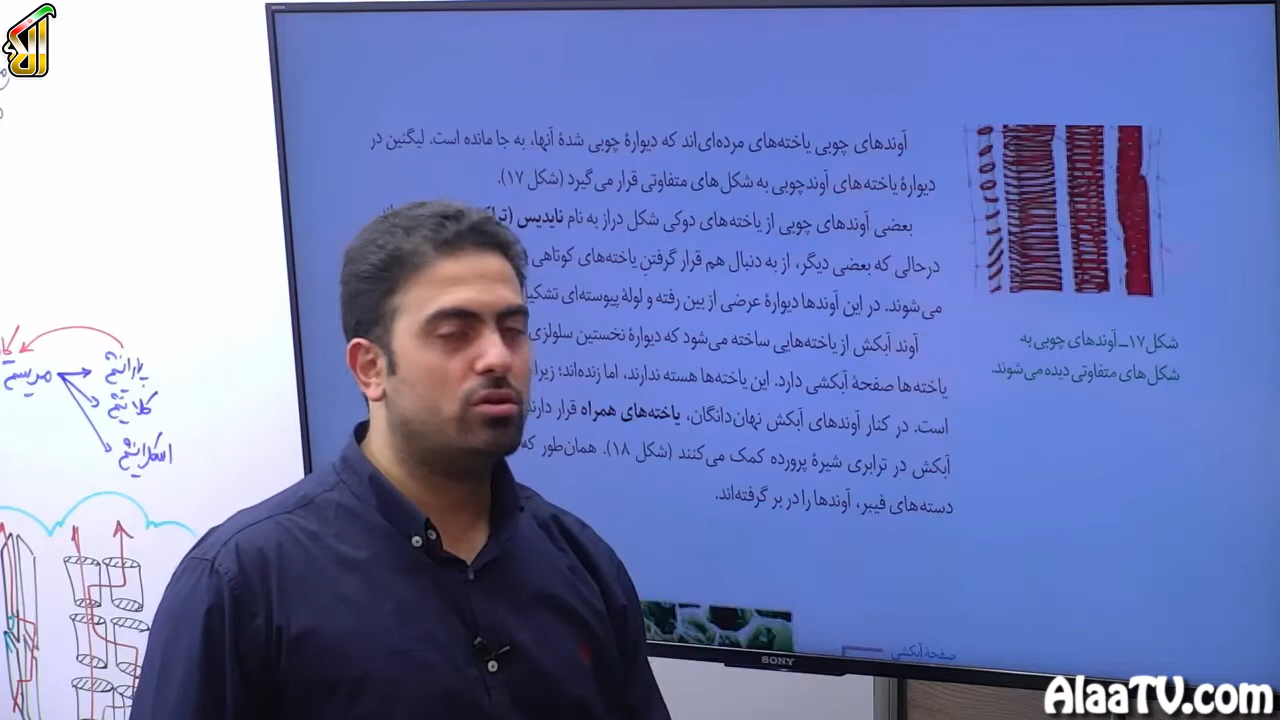 آوندهای چوبی یاخته‌های مرده‌ای‌اند که دیوارهٔ چوبی شدهٔ آنها، به جا مانده است. لیگنین در
دیوارهٔ یاخته‌های آوندچوبی به شکل‌های متفاوتی قرار می‌گیرد (شکل ۱۷).
بعضی آوندهای چوبی از یاخته‌های دوکی شکل دراز به نام نایدیس
درحالی که بعضی دیگر، از به دنبال هم قرار گرفتن یاخته‌های کوتاهی
می‌شوند. در این آوندها دیوارهٔ عرضی از بین رفته و لولهٔ پیوسته‌ای
آوند آبکش از یاخته‌هایی ساخته می‌شود که دیوارهٔ نخستین سلولزی
یاخته‌ها صفحهٔ آبکشی دارد. این یاخته‌ها هسته ندارند، اما زنده‌اند؛ زیرا
است. در کنار آوندهای آبکش نهان‌دانگان، یاخته‌های همراه قرار دارند
آبکش در ترابری شیرهٔ پرورده کمک می‌کنند (شکل ۱۸). همان‌طور که
دسته‌های فیبر، آوندها را در بر گرفته‌اند.
شکل ۱۷ــ آوندهای چوبی به
شکل‌های متفاوتی دیده می‌شوند.
صفحهٔ آبکشی
پارانشیم
مریستم
کلانشیم
اسکلرانشیم
SONY
AlaaTV.com